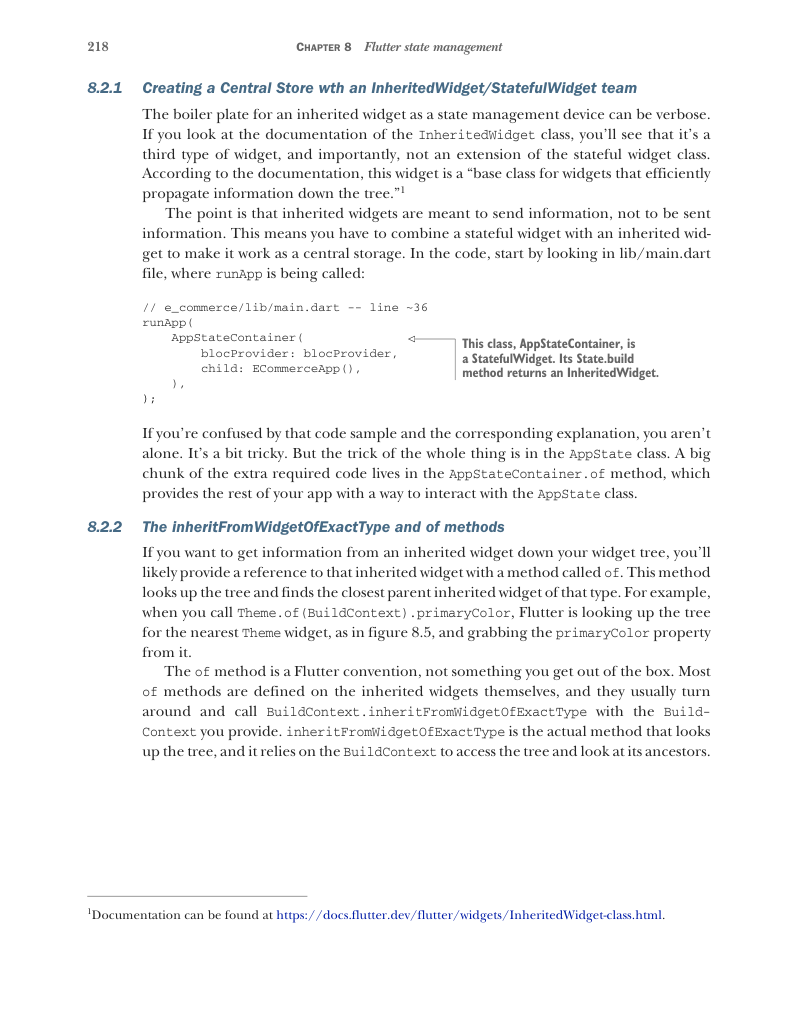 218
CHAPTER 8 Flutter state management
8.2.1 Creating a Central Store wth an InheritedWidget/StatefulWidget team
The boiler plate for an inherited widget as a state management device can be verbose.
If you look at the documentation of the InheritedWidget class, you’ll see that it’s a
third type of widget, and importantly, not an extension of the stateful widget class.
According to the documentation, this widget is a “base class for widgets that efficiently
propagate information down the tree.”1
The point is that inherited widgets are meant to send information, not to be sent
information. This means you have to combine a stateful widget with an inherited wid-
get to make it work as a central storage. In the code, start by looking in lib/main.dart
file, where runApp is being called:
// e_commerce/lib/main.dart -- line ~36
runApp(
AppStateContainer(
blocProvider: blocProvider,
child: ECommerceApp(),
),
);
This class, AppStateContainer, is
a StatefulWidget. Its State.build
method returns an InheritedWidget.
If you’re confused by that code sample and the corresponding explanation, you aren’t
alone. It’s a bit tricky. But the trick of the whole thing is in the AppState class. A big
chunk of the extra required code lives in the AppStateContainer.of method, which
provides the rest of your app with a way to interact with the AppState class.
8.2.2 The inheritFromWidgetOfExactType and of methods
If you want to get information from an inherited widget down your widget tree, you’ll
likely provide a reference to that inherited widget with a method called of. This method
looks up the tree and finds the closest parent inherited widget of that type. For example,
when you call Theme.of(BuildContext).primaryColor, Flutter is looking up the tree
for the nearest Theme widget, as in figure 8.5, and grabbing the primaryColor property
from it.
The of method is a Flutter convention, not something you get out of the box. Most
of methods are defined on the inherited widgets themselves, and they usually turn
around and call BuildContext.inheritFromWidgetOfExactType with the Build-
Context you provide. inheritFromWidgetOfExactType is the actual method that looks
up the tree, and it relies on the BuildContext to access the tree and look at its ancestors.
1Documentation can be found at https://docs.flutter.dev/flutter/widgets/InheritedWidget-class.html.